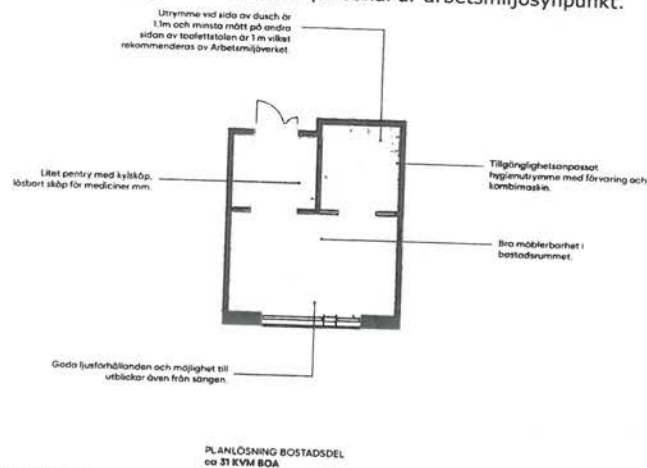 arbetsmiljösynpunkt.
Utrymme vid sida av dusch är
1.1m och minsta mått på andra
sidan av toalettstolen är 1 m vilket
rekommenderas av Arbetsmiljöverket.
Litet pentry med kylskåp,
låsbart skåp för mediciner mm.
Tillgänglighetsanpassat
hygienutrymme med förvaring och
kombimaskin.
Bra möblerbarhet i
bostadsrummet.
Goda ljusförhållanden och möjlighet till
utblickar även från sängen.
PLANLÖSNING BOSTADSDEL
ca 31 KVM BOA